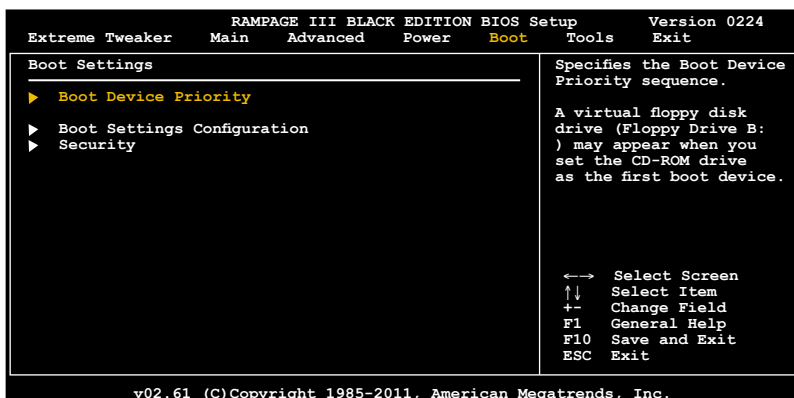 RAMPAGE III BLACK EDITION BIOS Setup Version 0224
Extreme Tweaker Main Advanced Power Boot Tools Exit
Boot Settings
▶ Boot Device Priority
▶ Boot Settings Configuration
▶ Security
Specifies the Boot Device
Priority sequence.
A virtual floppy disk
drive (Floppy Drive B:
) may appear when you
set the CD-ROM drive
as the first boot device.
←→ Select Screen
↑↓ Select Item
+- Change Field
F1 General Help
F10 Save and Exit
ESC Exit
v02.61 (C)Copyright 1985-2011, American Megatrends, Inc.